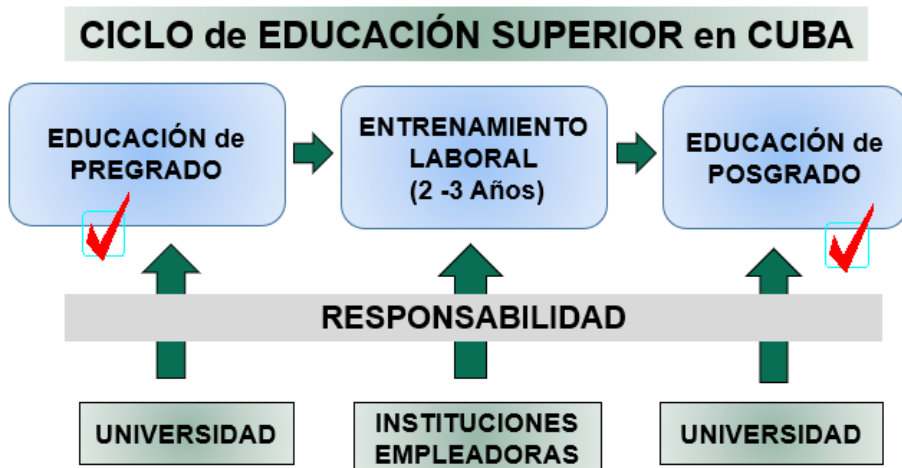 CICLO de EDUCACIÓN SUPERIOR en CUBA
EDUCACIÓN de
PREGRADO
ENTRENAMIENTO
LABORAL
(2 -3 Años)
EDUCACIÓN de
POSGRADO
RESPONSABILIDAD
UNIVERSIDAD
INSTITUCIONES
EMPLEADORAS
UNIVERSIDAD